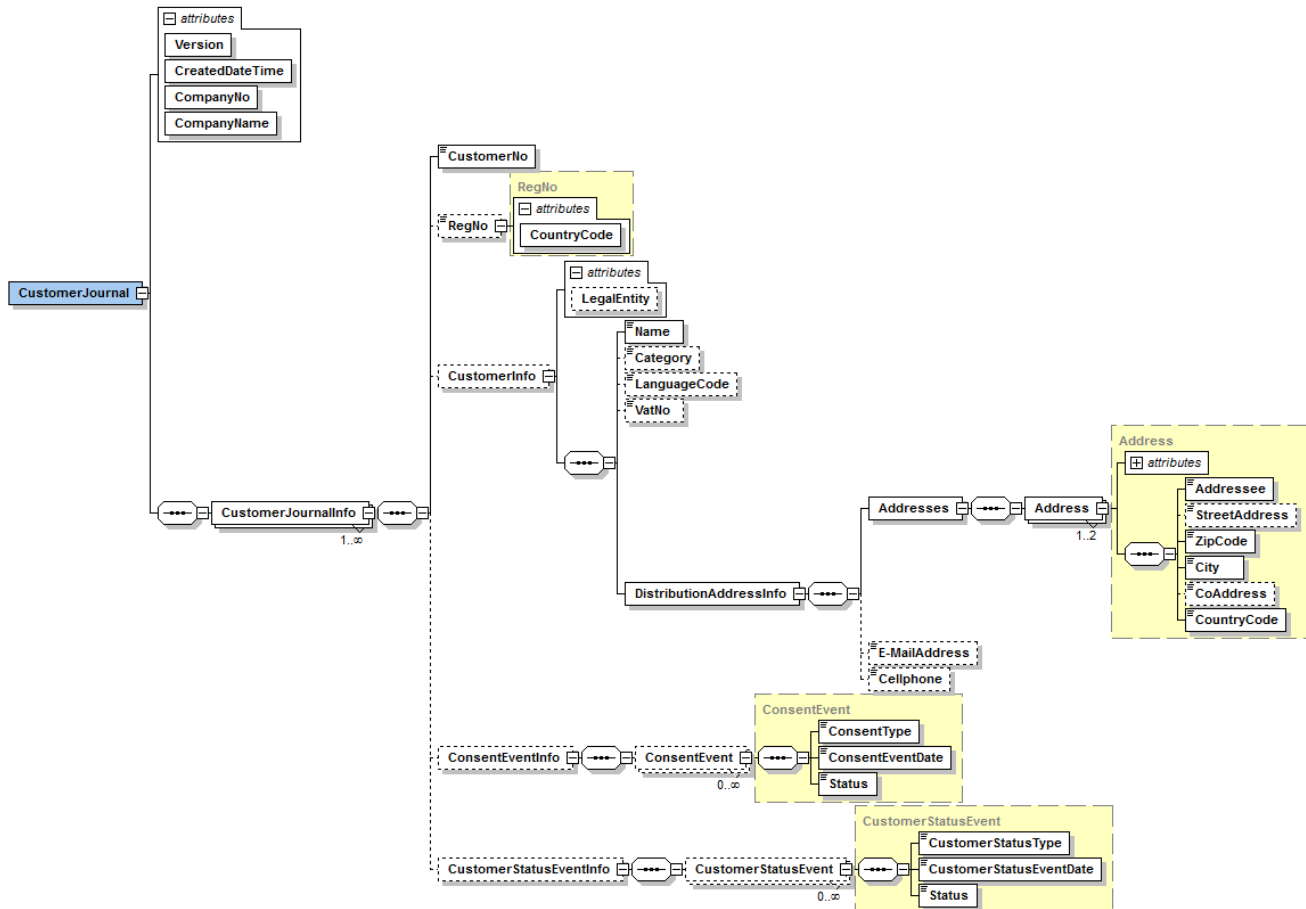 attributes
Version
CreatedDateTime
CompanyNo
CompanyName
CustomerNo
RegNo
attributes
RegNo
CountryCode
attributes
CustomerJournal
LegalEntity
Name
Category
CustomerInfo
LanguageCode
VatNo
Address
attributes
Addressee
Addresses
Address
StreetAddress
CustomerJournalInfo
1..∞
1..2
ZipCode
City
DistributionAddressInfo
CoAddress
CountryCode
E-MailAddress
Cellphone
ConsentEvent
ConsentType
ConsentEventInfo
ConsentEvent
ConsentEventDate
0..∞
Status
CustomerStatusEvent
CustomerStatusType
CustomerStatusEventInfo
CustomerStatusEvent
CustomerStatusEventDate
0..∞
Status